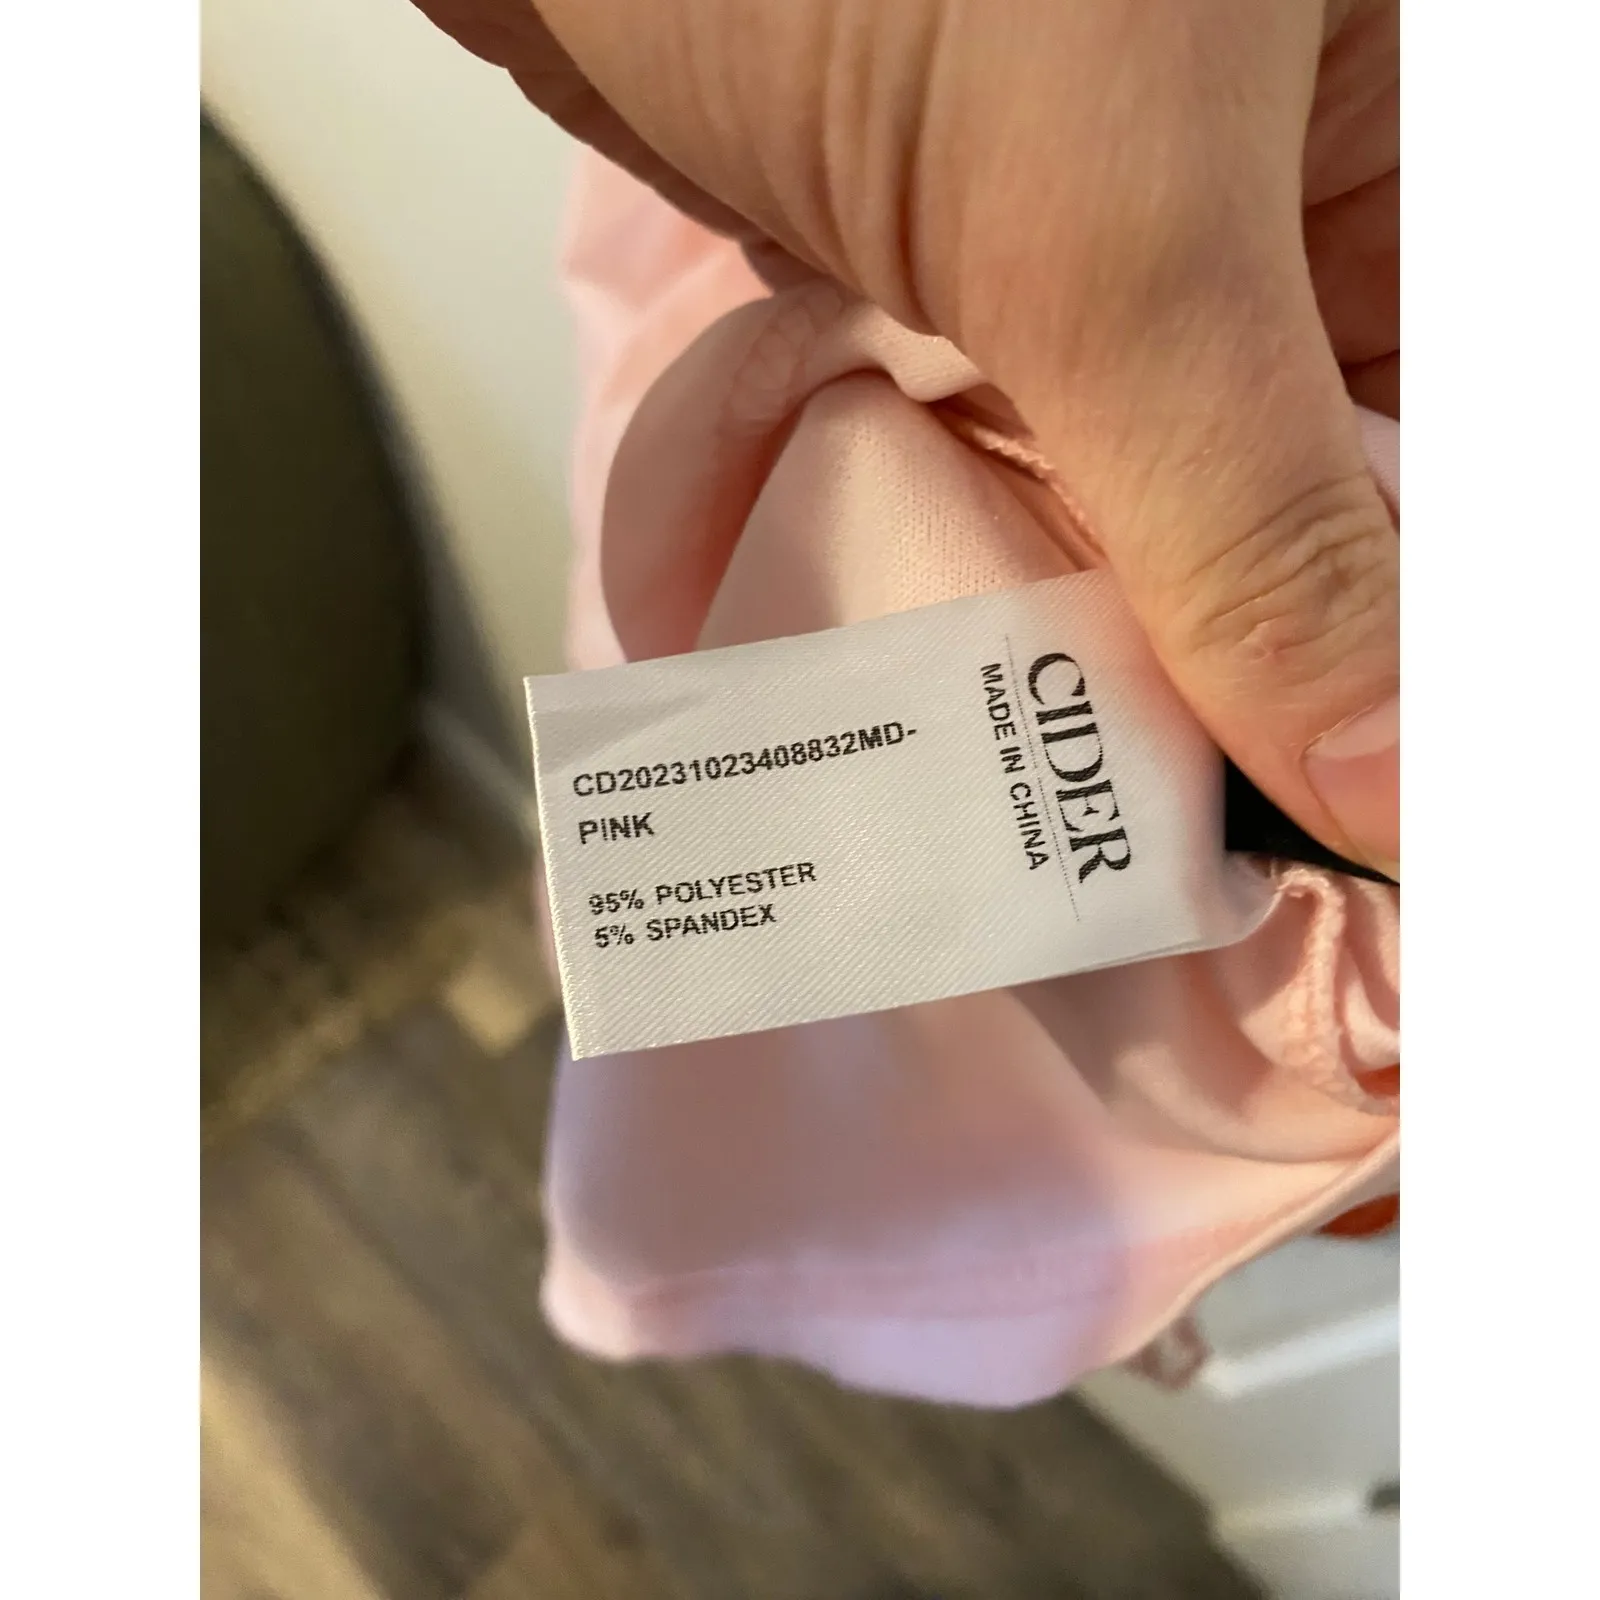 CIDER
MADE IN CHINA
CD20231023408832MD-
PINK
95% POLYESTER
5% SPANDEX